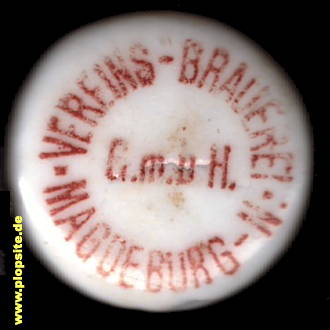 VEREINS-BRAUEREI
G.m.b H.
MAGDEBURG-N
www.plopsite.de